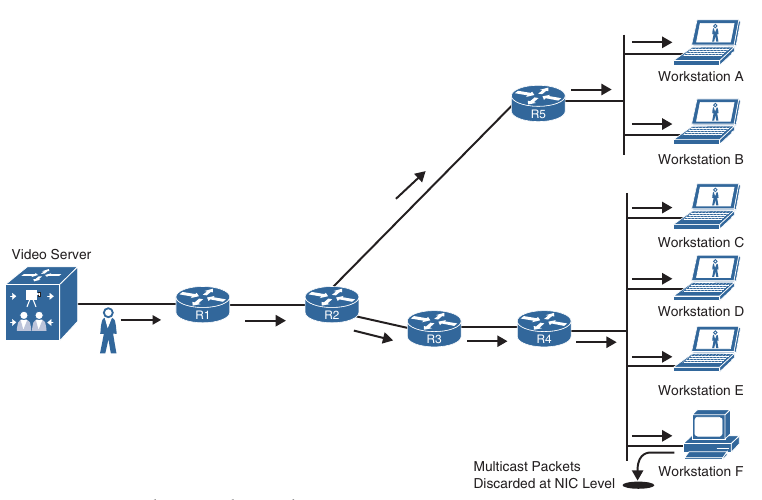 Workstation A
R5
Workstation B
Workstation C
Video Server
Workstation D
R1
R2
R3
R4
Workstation E
Multicast Packets
Discarded at NIC Level
Workstation F